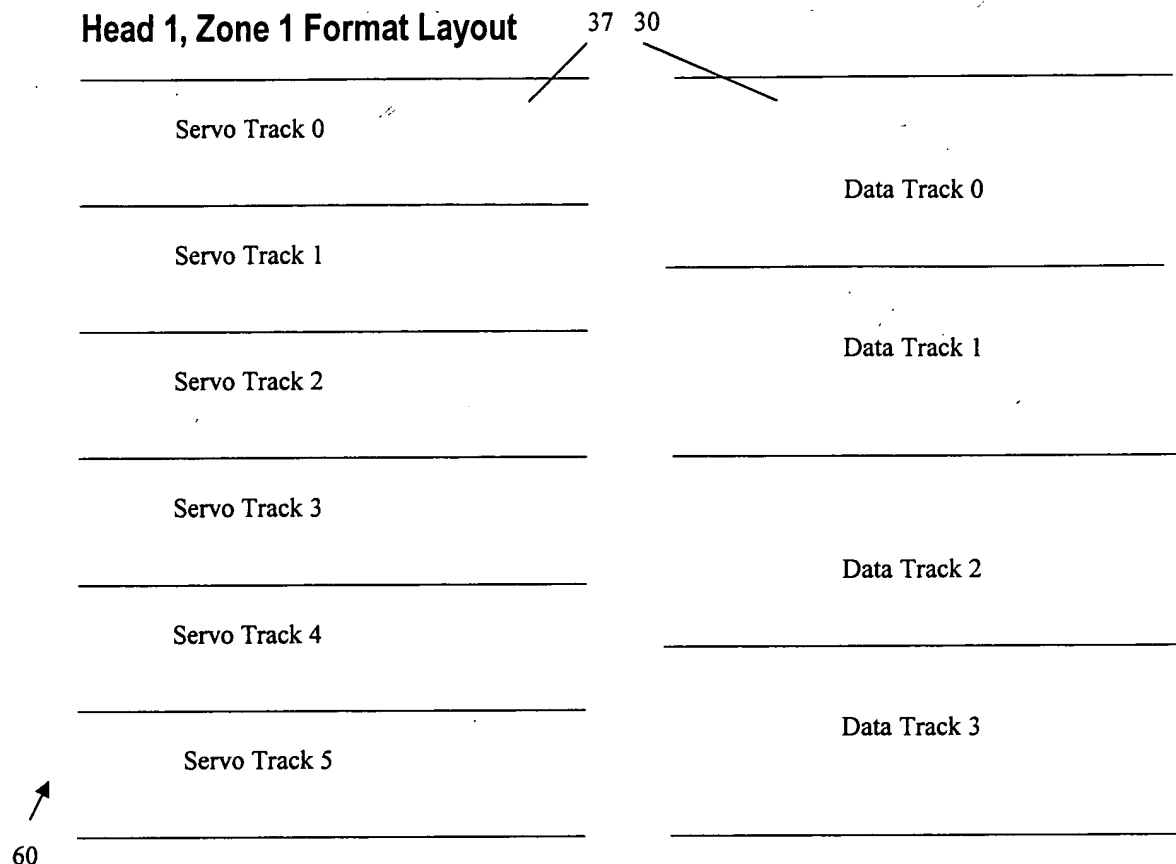 Head 1, Zone 1 Format Layout
37 30
Servo Track 0
Data Track 0
Servo Track 1
Data Track 1
Servo Track 2
Servo Track 3
Data Track 2
Servo Track 4
Data Track 3
Servo Track 5
60